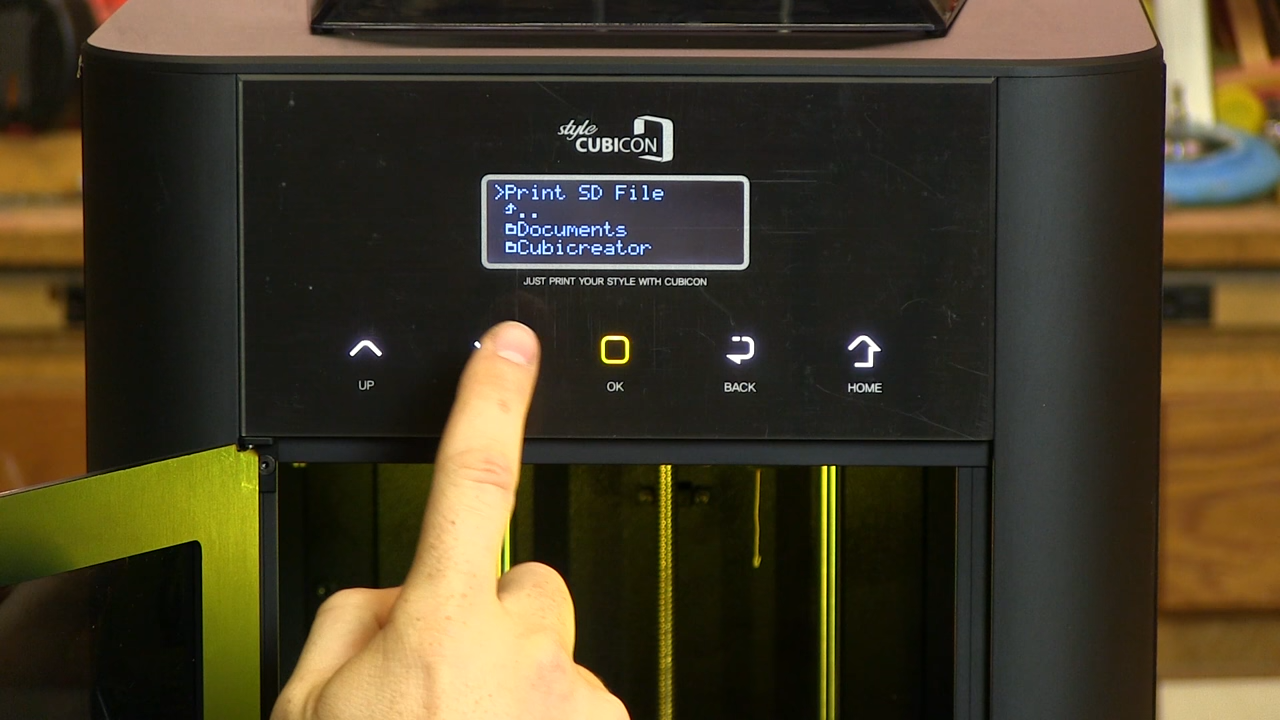 style
CUBICON
>Print SD File
..
Documents
Cubicreator
JUST PRINT YOUR STYLE WITH CUBICON
UP
OK
BACK
HOME